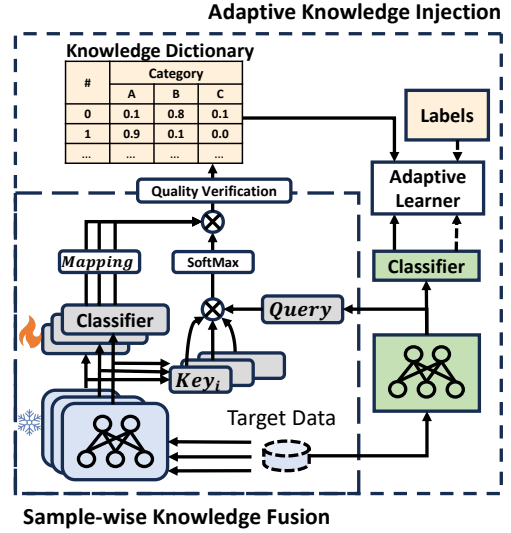 Adaptive Knowledge Injection
Knowledge Dictionary
# Category
A B C
0 0.1 0.8 0.1
1 0.9 0.1 0.0
... ... ... ...
Labels
Adaptive
Learner
Quality Verification
Mapping
SoftMax
Classifier
Classifier
Query
Key_i
Target Data
Sample-wise Knowledge Fusion